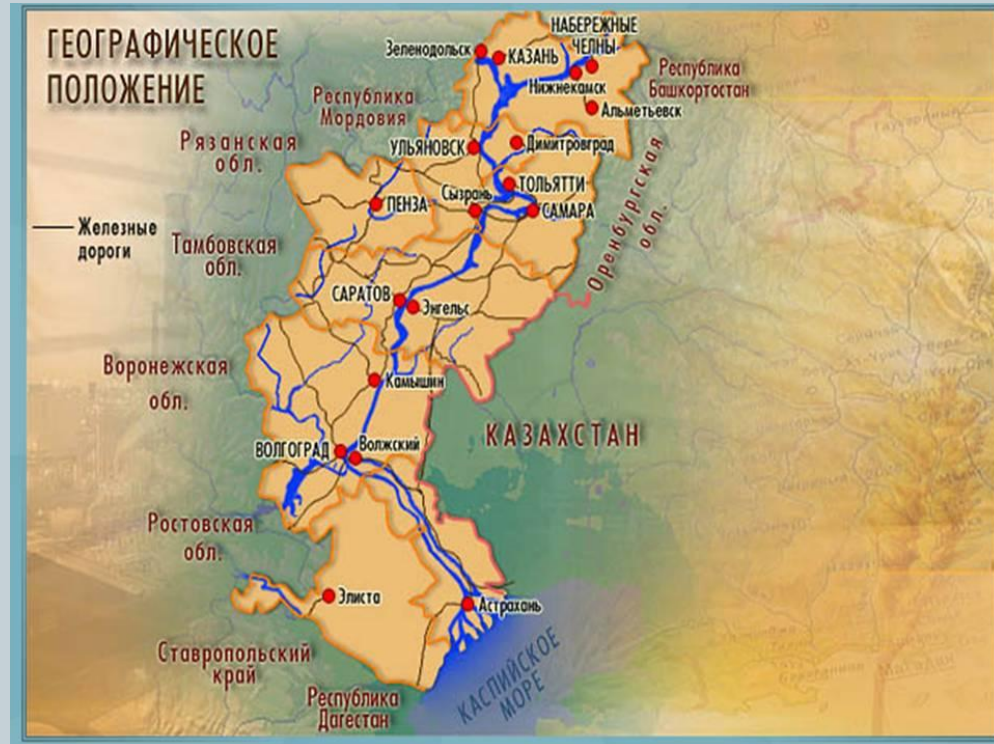 ГЕОГРАФИЧЕСКОЕ
ПОЛОЖЕНИЕ
НАБЕРЕЖНЫЕ
ЧЕЛНЫ
Зеленодольск
КАЗАНЬ
Нижнекамск
Республика
Башкортостан
Альметьевск
Республика
Мордовия
Рязанская
обл.
УЛЬЯНОВСК
Димитровград
ТОЛЬЯТТИ
Сызрань
ПЕНЗА
САМАРА
Оренбургская
обл.
Железные
дороги
Тамбовская
обл.
САРАТОВ
Энгельс
Воронежская
обл.
Камышин
КАЗАХСТАН
ВОЛГОГРАД
Волжский
Ростовская
обл.
Элиста
Астрахань
Ставропольский
край
Республика
Дагестан
КАСПИЙСКОЕ
МОРЕ